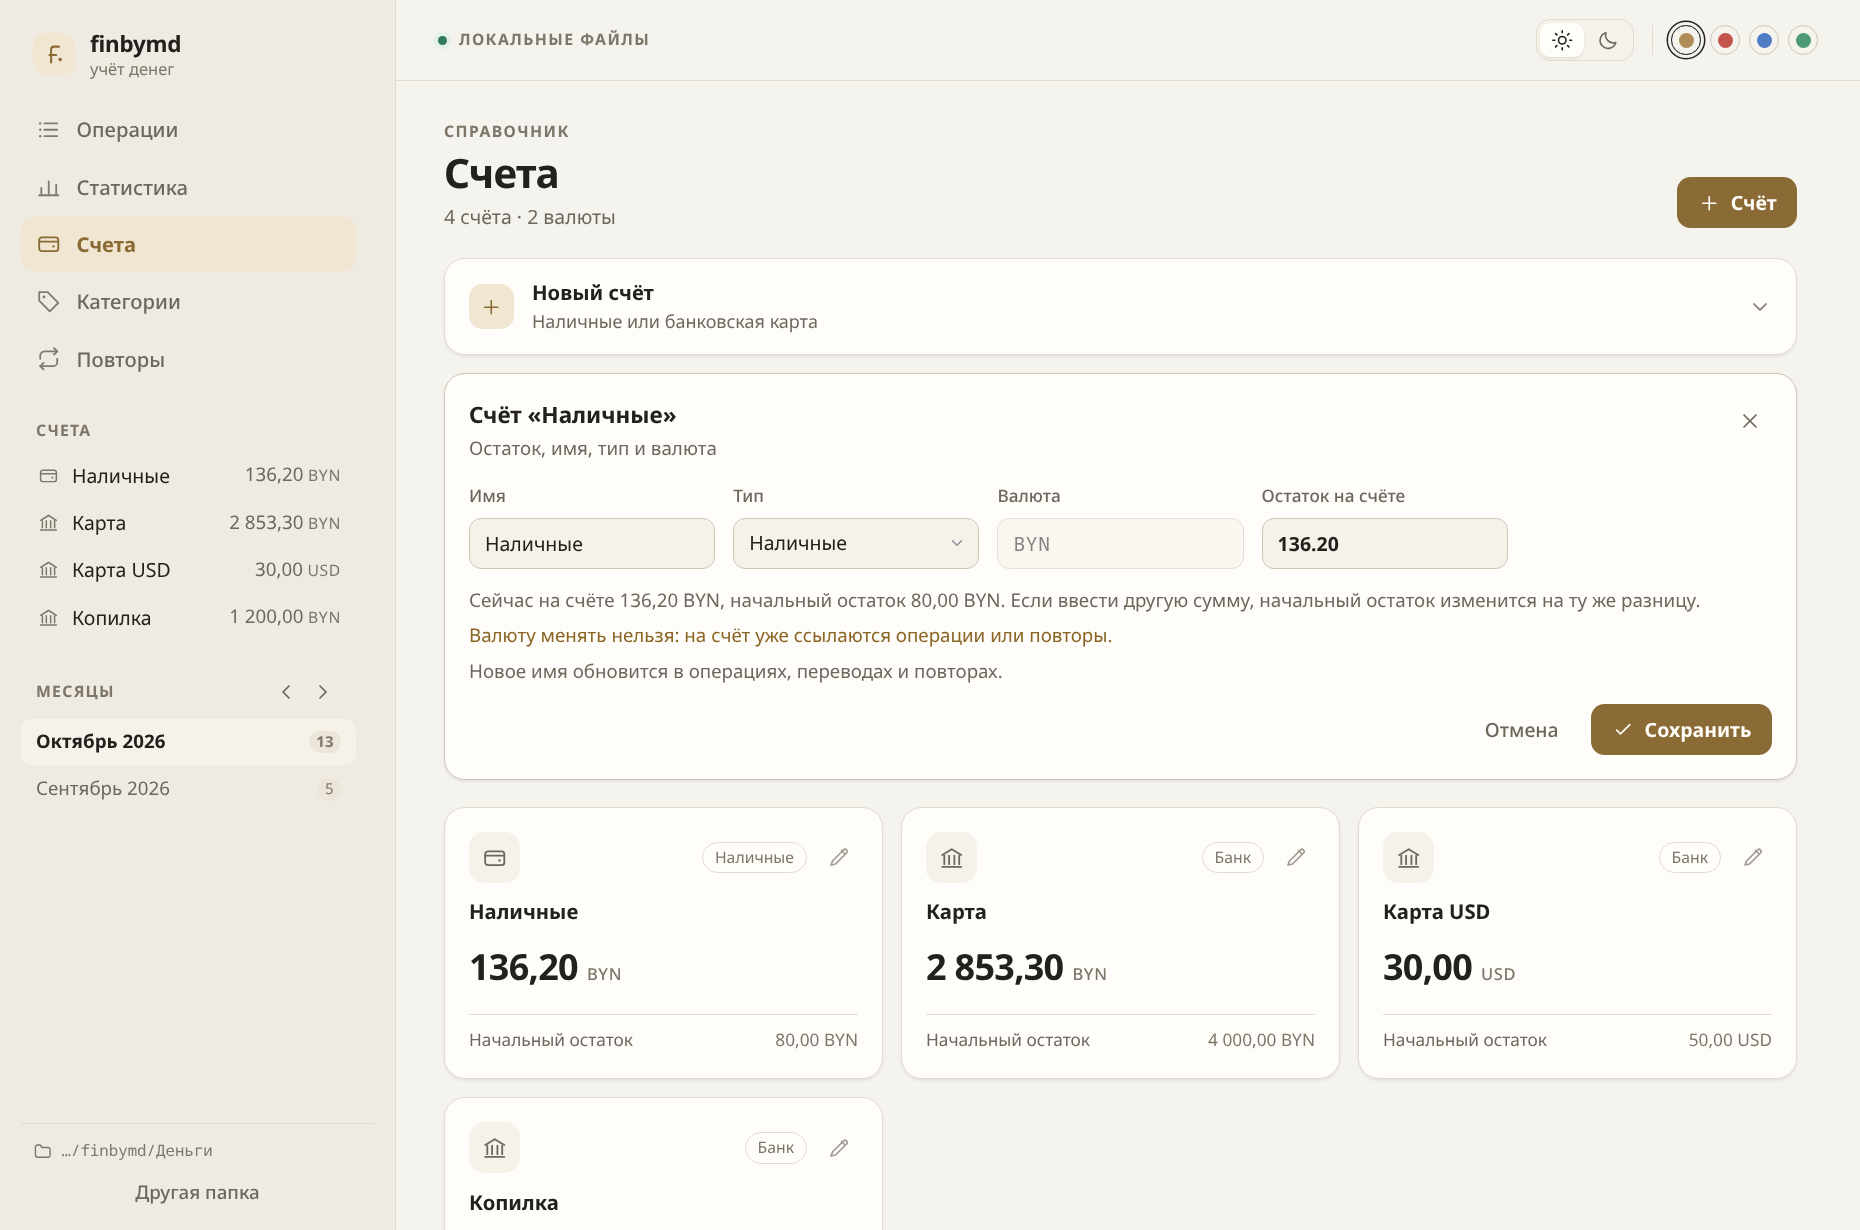 finbymd
учёт денег
Операции
Статистика
Счета
Категории
Повторы
СЧЕТА
Наличные 136,20 BYN
Карта 2 853,30 BYN
Карта USD 30,00 USD
Копилка 1 200,00 BYN
МЕСЯЦЫ
Октябрь 2026 13
Сентябрь 2026 5
…/finbymd/Деньги
Другая папка
ЛОКАЛЬНЫЕ ФАЙЛЫ
СПРАВОЧНИК
Счета
4 счёта · 2 валюты
Счёт
Новый счёт
Наличные или банковская карта
Счёт «Наличные»
Остаток, имя, тип и валюта
Имя Тип Валюта Остаток на счёте
Наличные Наличные BYN 136.20
Сейчас на счёте 136,20 BYN, начальный остаток 80,00 BYN. Если ввести другую сумму, начальный остаток изменится на ту же разницу.
Валюту менять нельзя: на счёт уже ссылаются операции или повторы.
Новое имя обновится в операциях, переводах и повторах.
Отмена Сохранить
Наличные
Наличные
136,20 BYN
Начальный остаток 80,00 BYN
Банк
Карта
2 853,30 BYN
Начальный остаток 4 000,00 BYN
Банк
Карта USD
30,00 USD
Начальный остаток 50,00 USD
Банк
Копилка